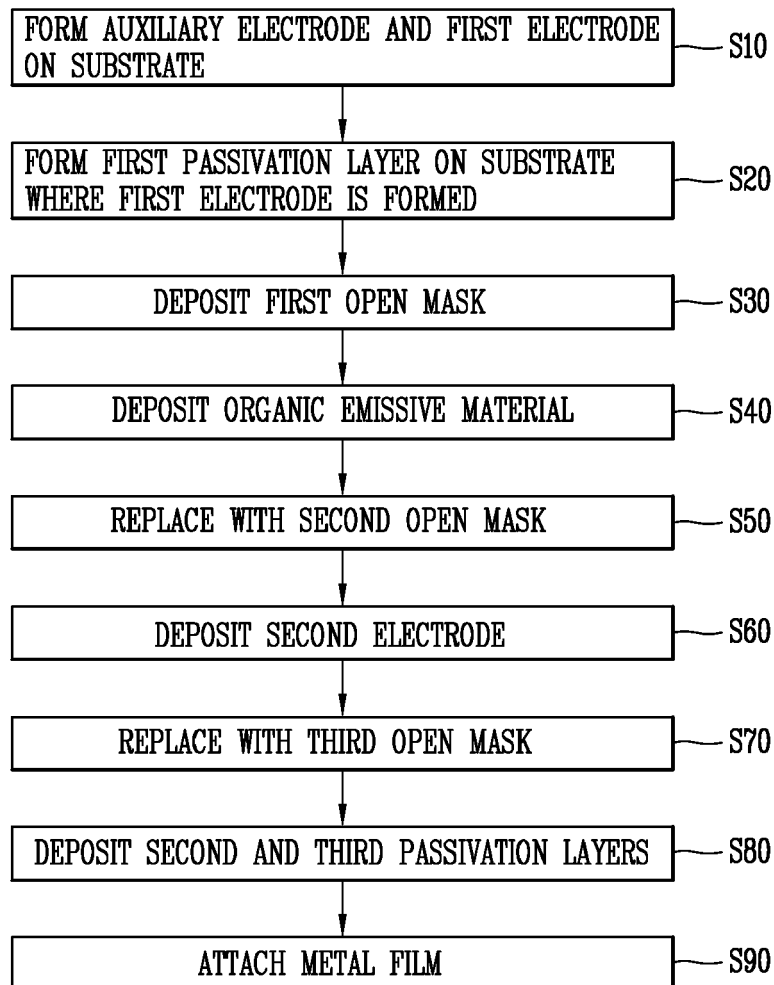 FORM AUXILIARY ELECTRODE AND FIRST ELECTRODE
ON SUBSTRATE
S10
FORM FIRST PASSIVATION LAYER ON SUBSTRATE
WHERE FIRST ELECTRODE IS FORMED
S20
DEPOSIT FIRST OPEN MASK
S30
DEPOSIT ORGANIC EMISSIVE MATERIAL
S40
REPLACE WITH SECOND OPEN MASK
S50
DEPOSIT SECOND ELECTRODE
S60
REPLACE WITH THIRD OPEN MASK
S70
DEPOSIT SECOND AND THIRD PASSIVATION LAYERS
S80
ATTACH METAL FILM
S90